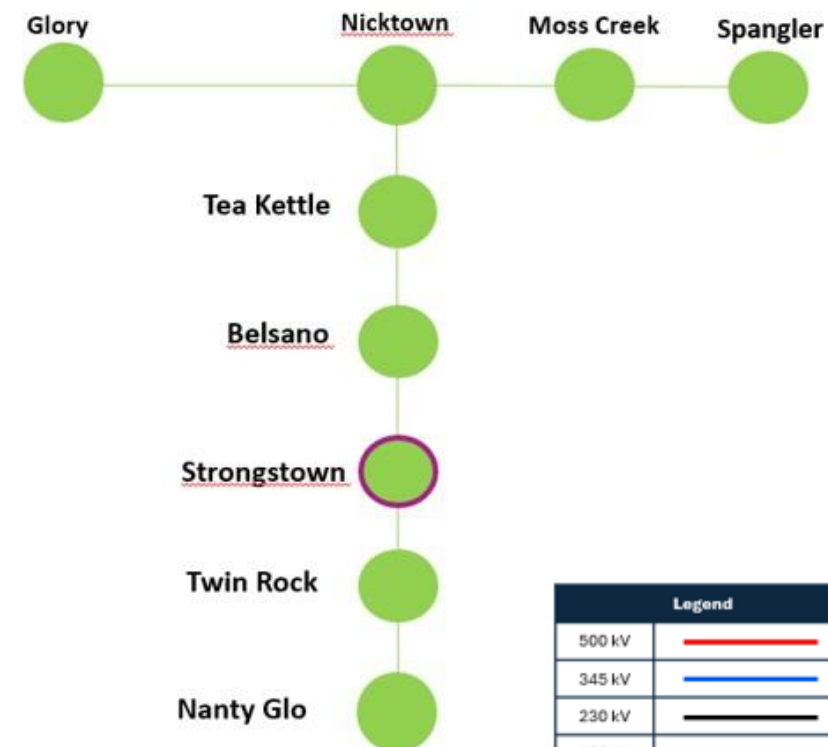 Glory
Nicktown
Moss Creek
Spangler
Tea Kettle
Belsano
Strongstown
Twin Rock
Nanty Glo
Legend
500 kV
345 kV
230 kV